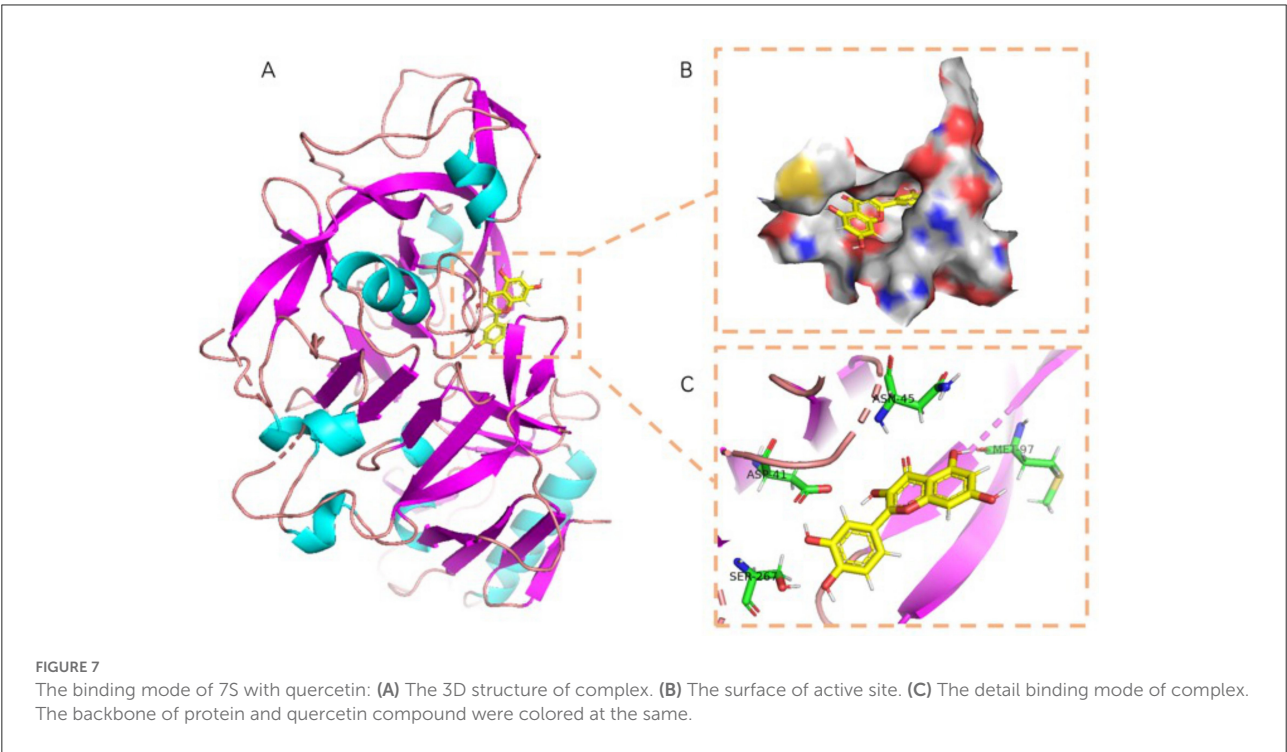 A
B
C
ASN-45
MET-97
ASP-41
SER-267
FIGURE 7
The binding mode of 7S with quercetin: (A) The 3D structure of complex. (B) The surface of active site. (C) The detail binding mode of complex.
The backbone of protein and quercetin compound were colored at the same.